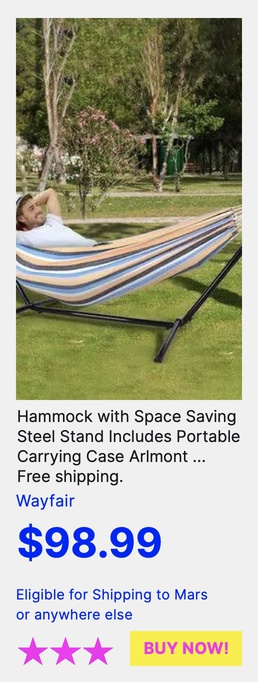 Hammock with Space Saving
Steel Stand Includes Portable
Carrying Case Arlmont ...
Free shipping.
Wayfair
$98.99
Eligible for Shipping to Mars
or anywhere else
BUY NOW!